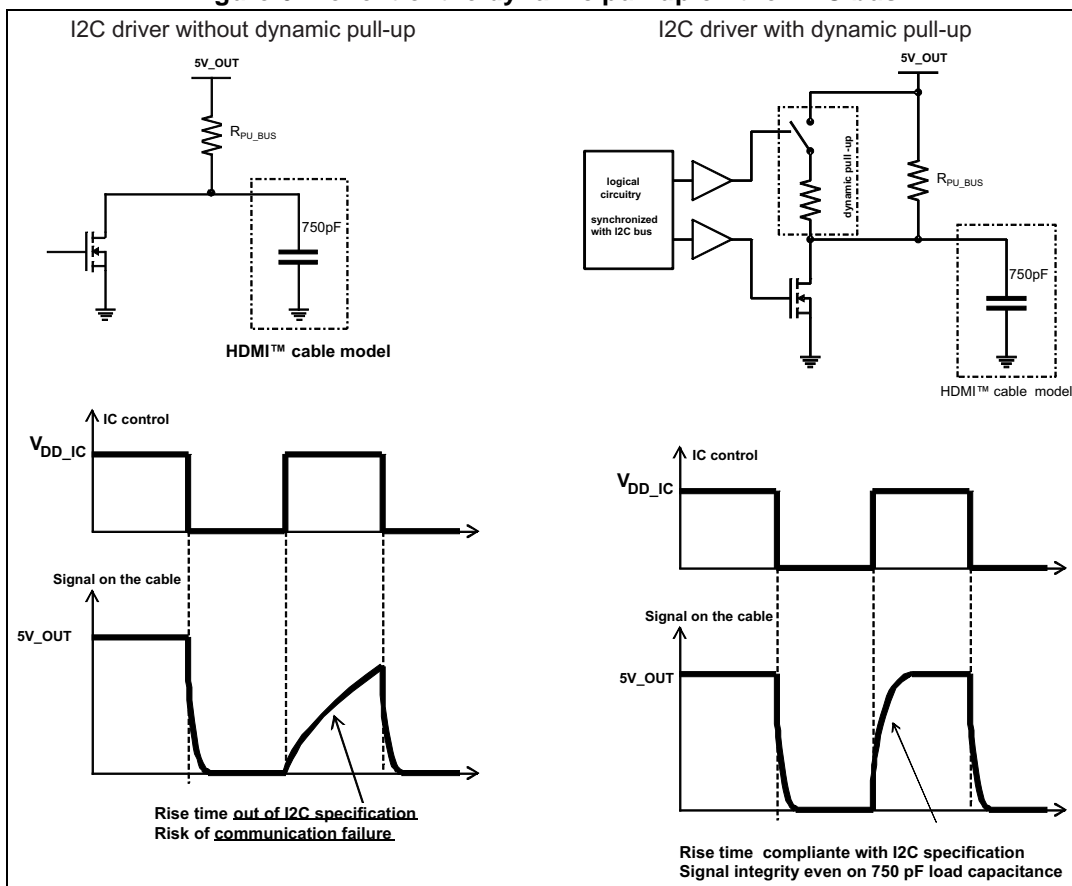 I2C driver without dynamic pull-up
5V_OUT
RPU_BUS
750pF
HDMI™ cable model
I2C driver with dynamic pull-up
5V_OUT
logical
circuitry
synchronized
with I2C bus
dynamic pull -up
RPU_BUS
750pF
HDMI™ cable model
IC control
VDD_IC
Signal on the cable
5V_OUT
Rise time out of I2C specification
Risk of communication failure
IC control
VDD_IC
Signal on the cable
5V_OUT
Rise time compliante with I2C specification
Signal integrity even on 750 pF load capacitance